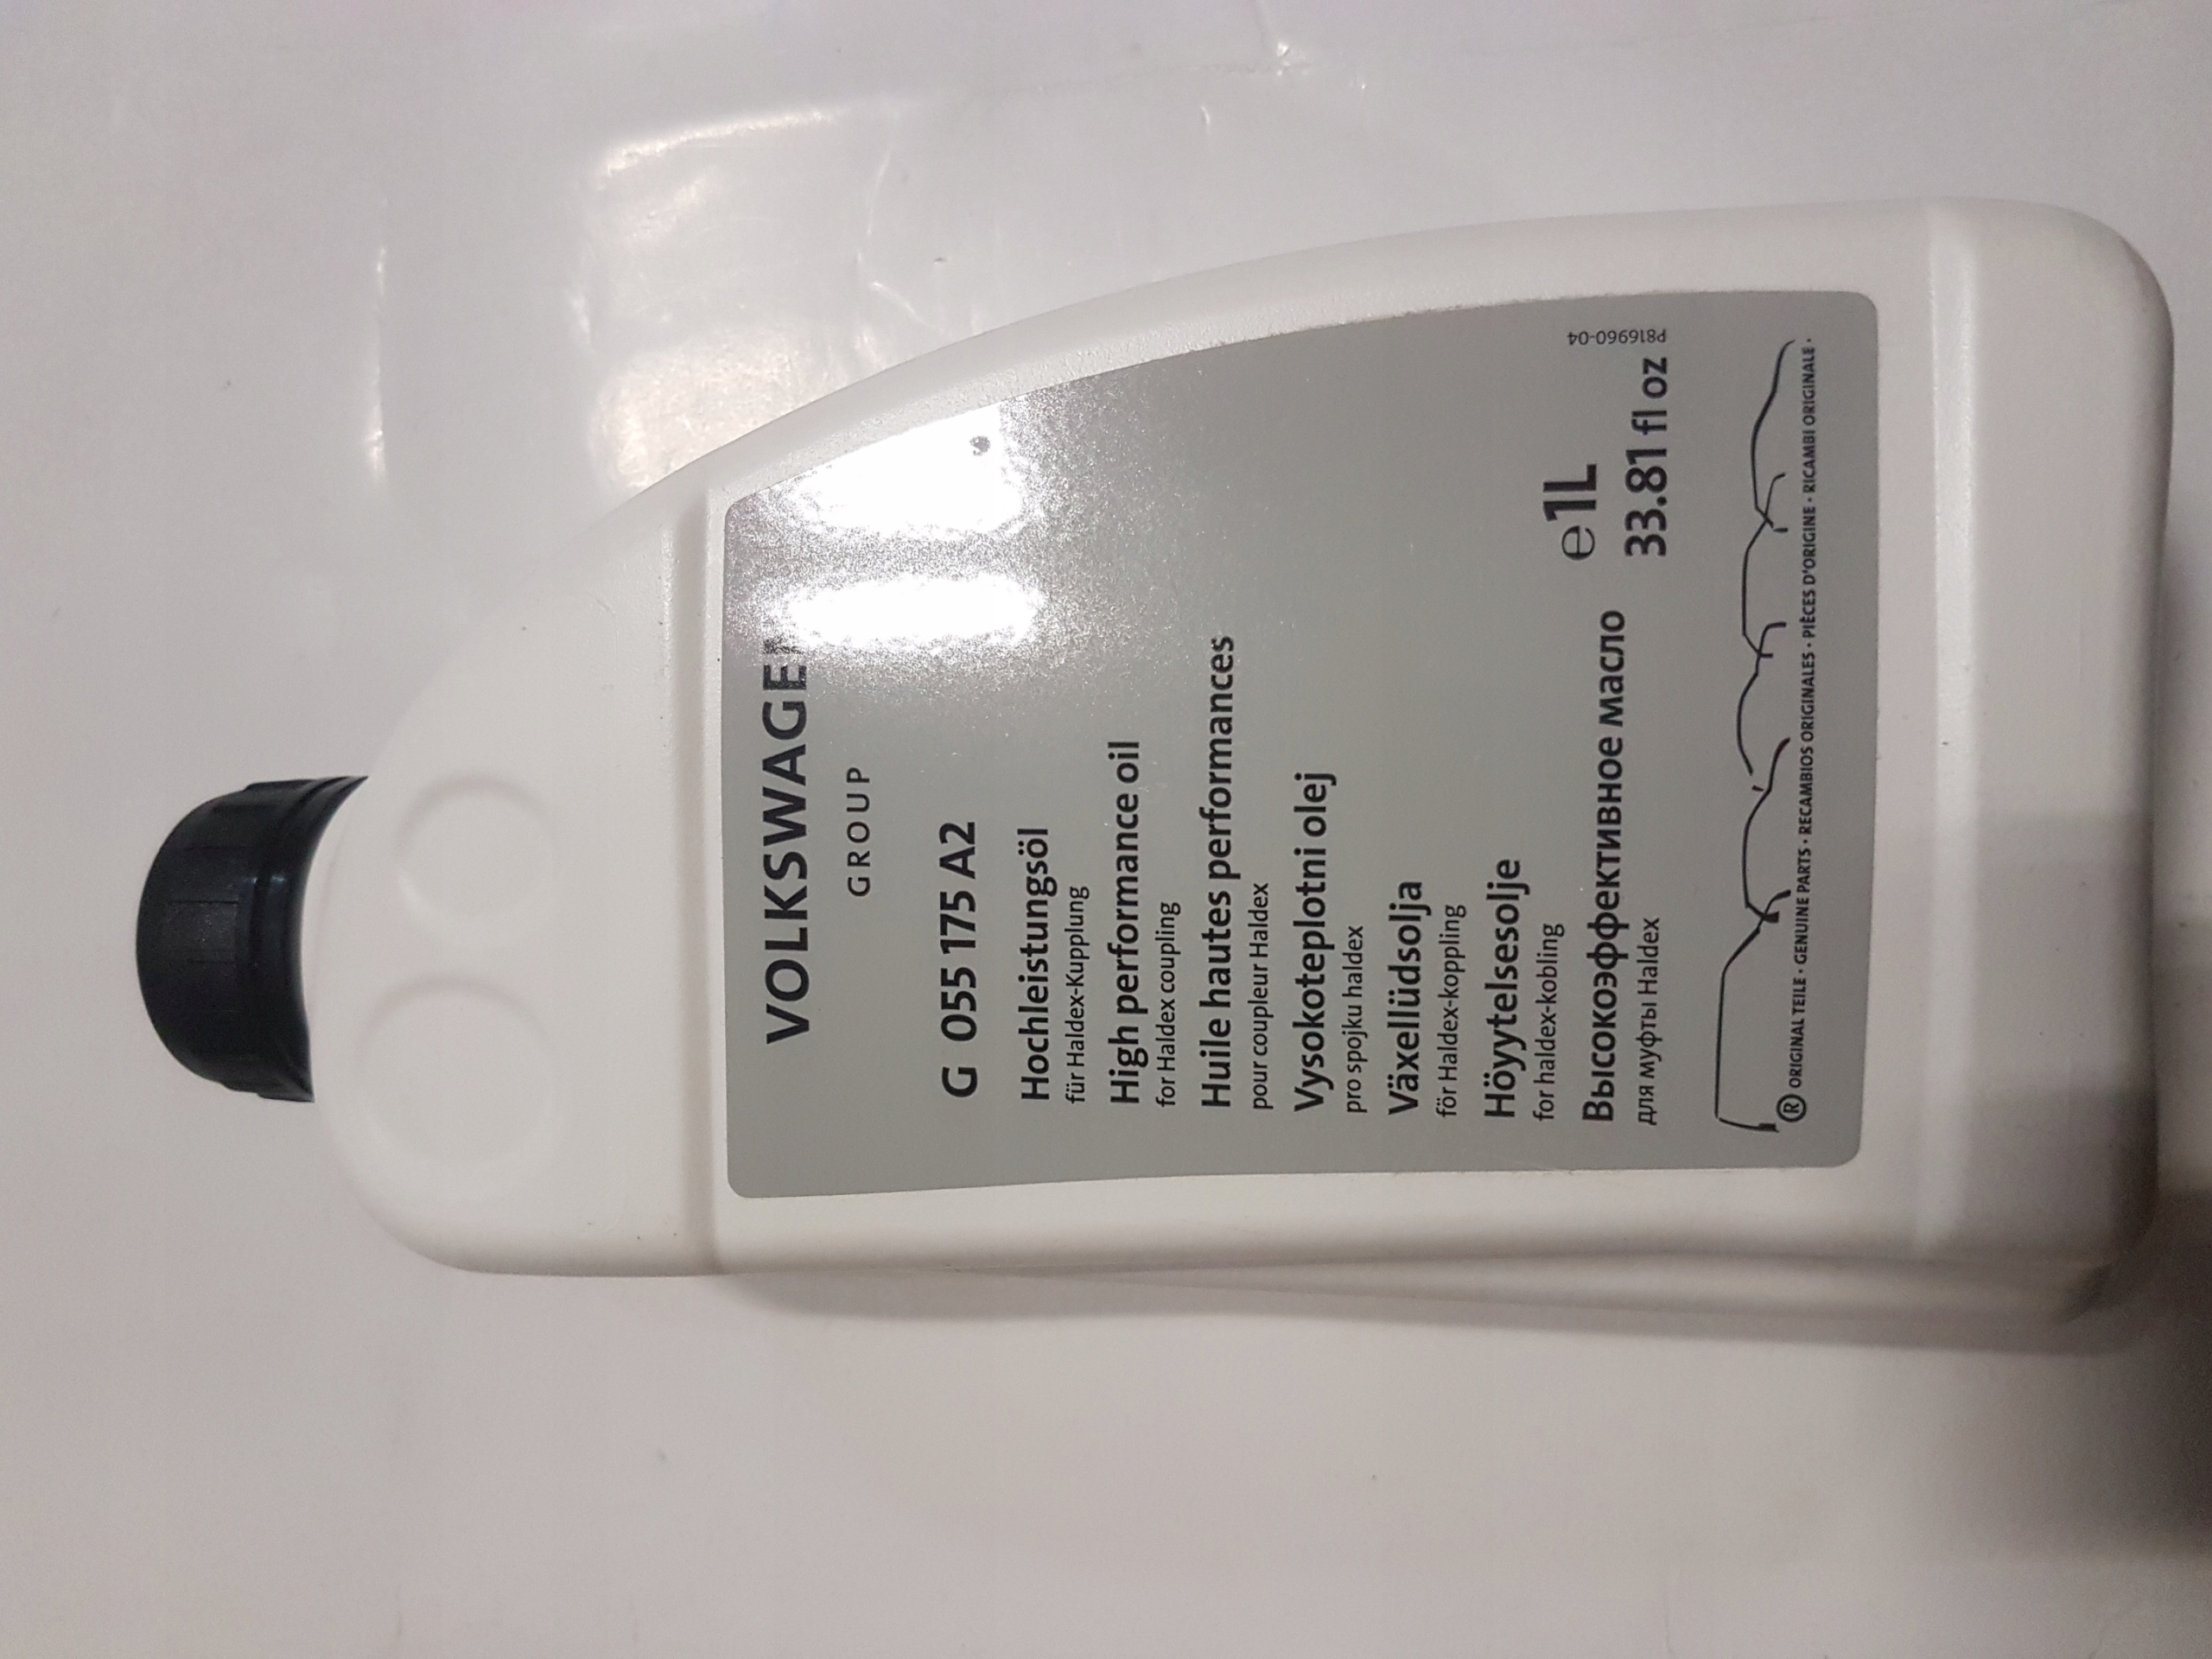 VOLKSWAGEN
GROUP
G 055 175 A2
Hochleistungsöl
für Haldex-Kupplung
High performance oil
for Haldex coupling
Huile hautes performances
pour coupleur Haldex
Vysokoteplotni olej
pro spojku haldex
Växellüdsolja
för Haldex-koppling
Höyytelsesolje
for haldex-kobling
Высокоэффективное масло
для муфты Haldex
e1L
33.81 fl oz
P816960-04
® ORIGINAL TEILE · GENUINE PARTS · RECAMBIOS ORIGINALES · PIÈCES D'ORIGINE · RICAMBI ORIGINALE ·